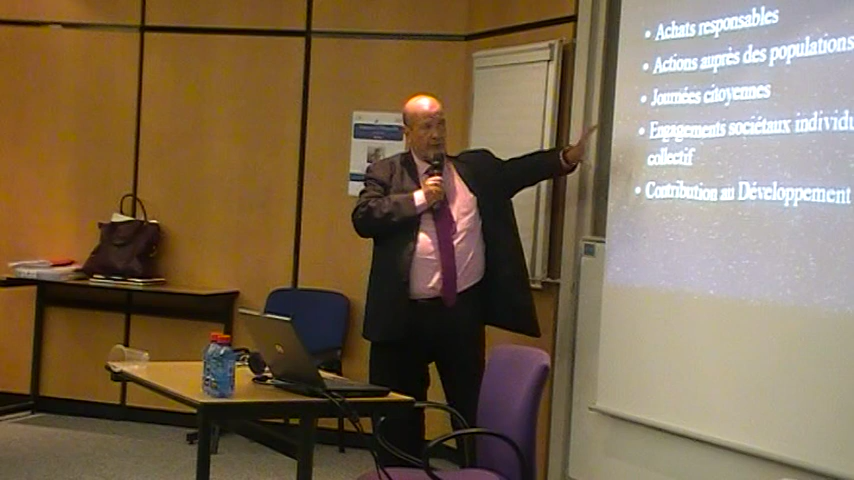 • Achats responsables
• Actions auprès des populations
• Journées citoyennes
• Engagements sociétaux individu
collectif
• Contribution au Développement